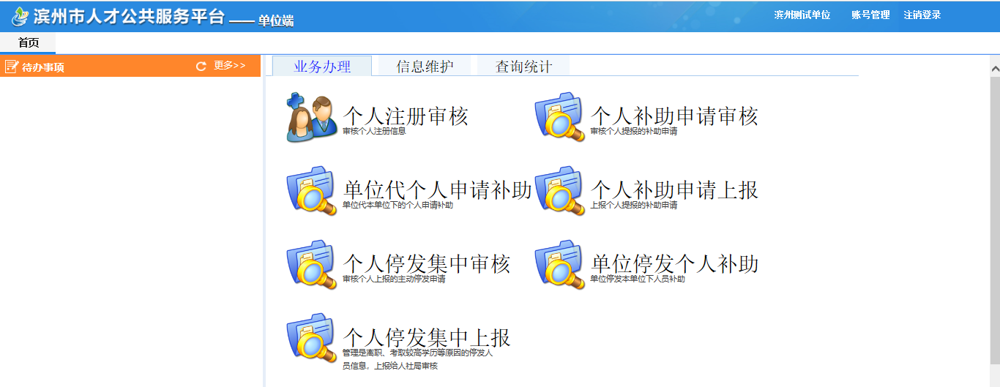 滨州市人才公共服务平台 —— 单位端
滨州测试单位 账号管理 注销登录
首页
待办事项 更多>>
业务办理 信息维护 查询统计
个人注册审核
审核个人注册信息
个人补助申请审核
审核个人提报的补助申请
单位代个人申请补助
单位代本单位下的个人申请补助
个人补助申请上报
上报个人提报的补助申请
个人停发集中审核
审核个人上报的主动停发申请
单位停发个人补助
单位停发本单位下人员补助
个人停发集中上报
管理是离职、考取较高学历等原因的停发人
员信息，上报给人社局审核